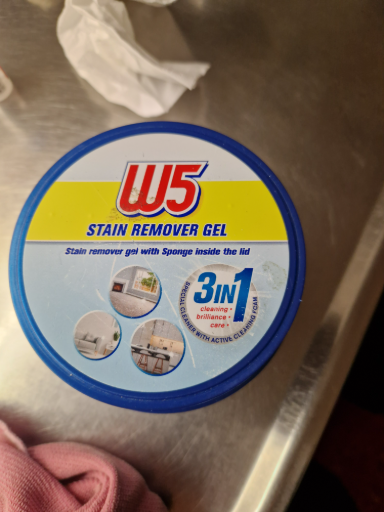 W5
STAIN REMOVER GEL
Stain remover gel with Sponge inside the lid
3IN1
cleaning •
brilliance •
care •
SPECIAL CLEANER WITH ACTIVE CLEANING FOAM